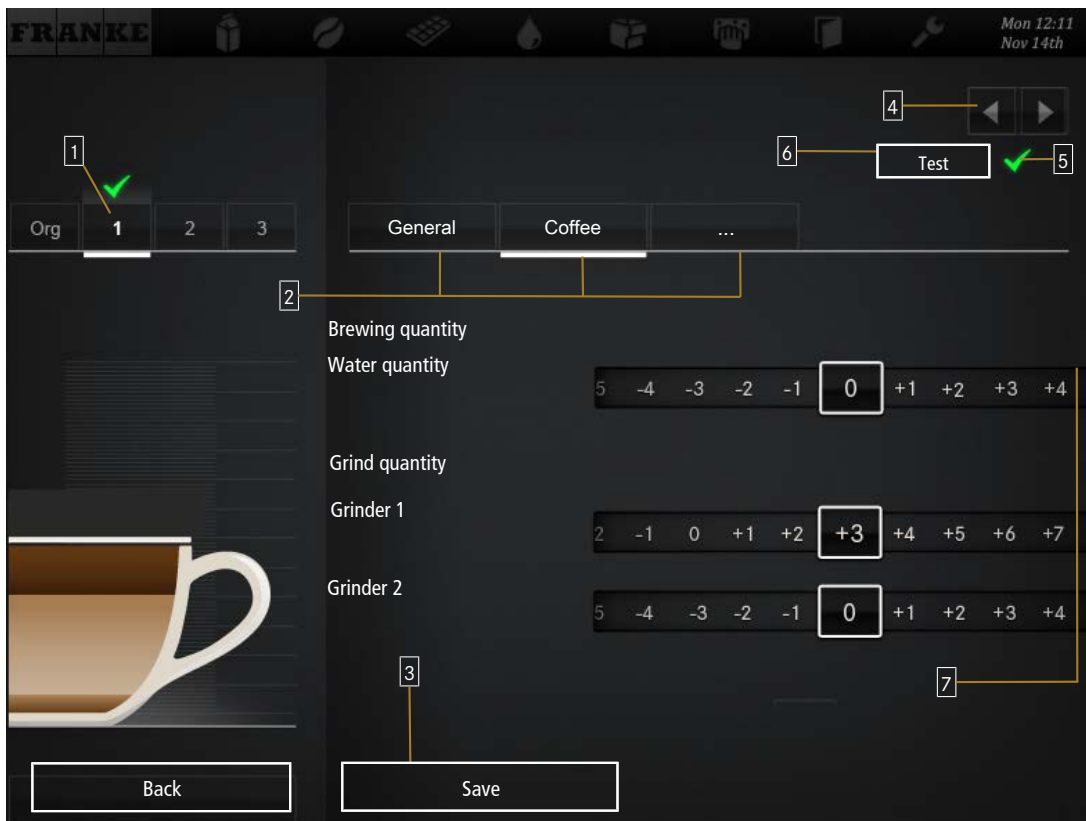 FRANKE
Mon 12:11
Nov 14th
4
1
6
Test
5
Org
1
2
3
General
Coffee
...
2
Brewing quantity
Water quantity
5 -4 -3 -2 -1 0 +1 +2 +3 +4
Grind quantity
Grinder 1
2 -1 0 +1 +2 +3 +4 +5 +6 +7
Grinder 2
5 -4 -3 -2 -1 0 +1 +2 +3 +4
3
7
Back
Save